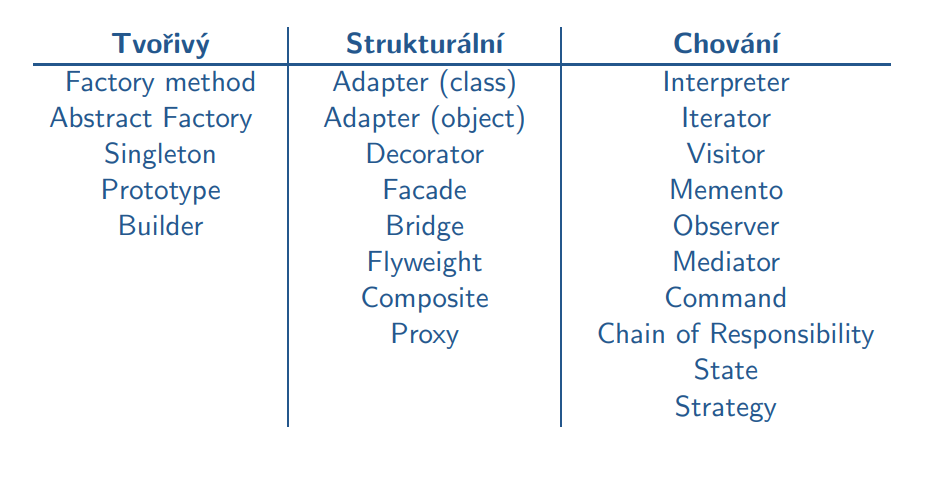 Tvořivý Strukturální Chování
Factory method Adapter (class) Interpreter
Abstract Factory Adapter (object) Iterator
Singleton Decorator Visitor
Prototype Facade Memento
Builder Bridge Observer
Flyweight Mediator
Composite Command
Proxy Chain of Responsibility
State
Strategy